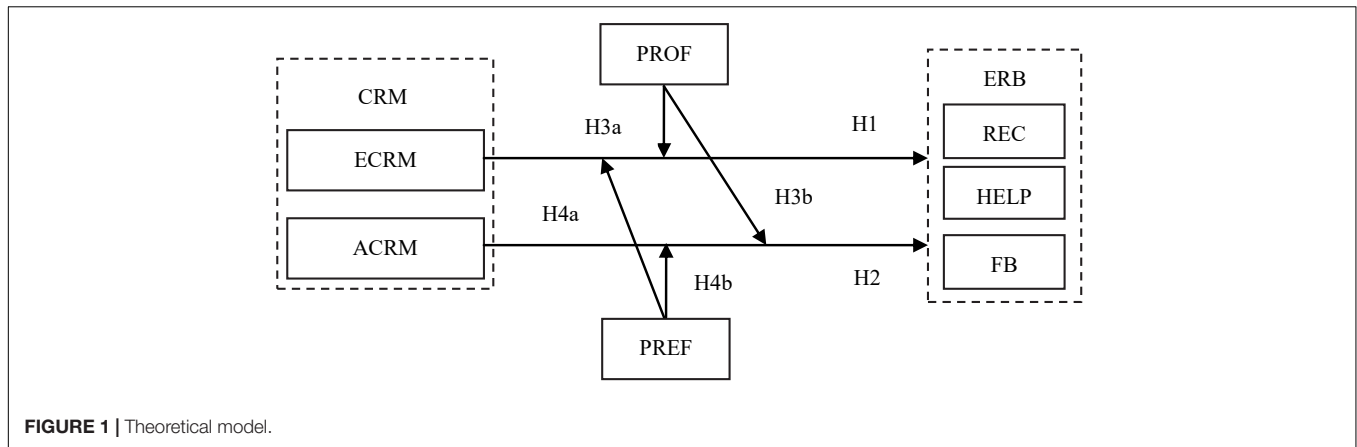 PROF
CRM
ERB
H3a
H1
REC
ECRM
HELP
H3b
H4a
ACRM
FB
H4b
H2
PREF
FIGURE 1 | Theoretical model.